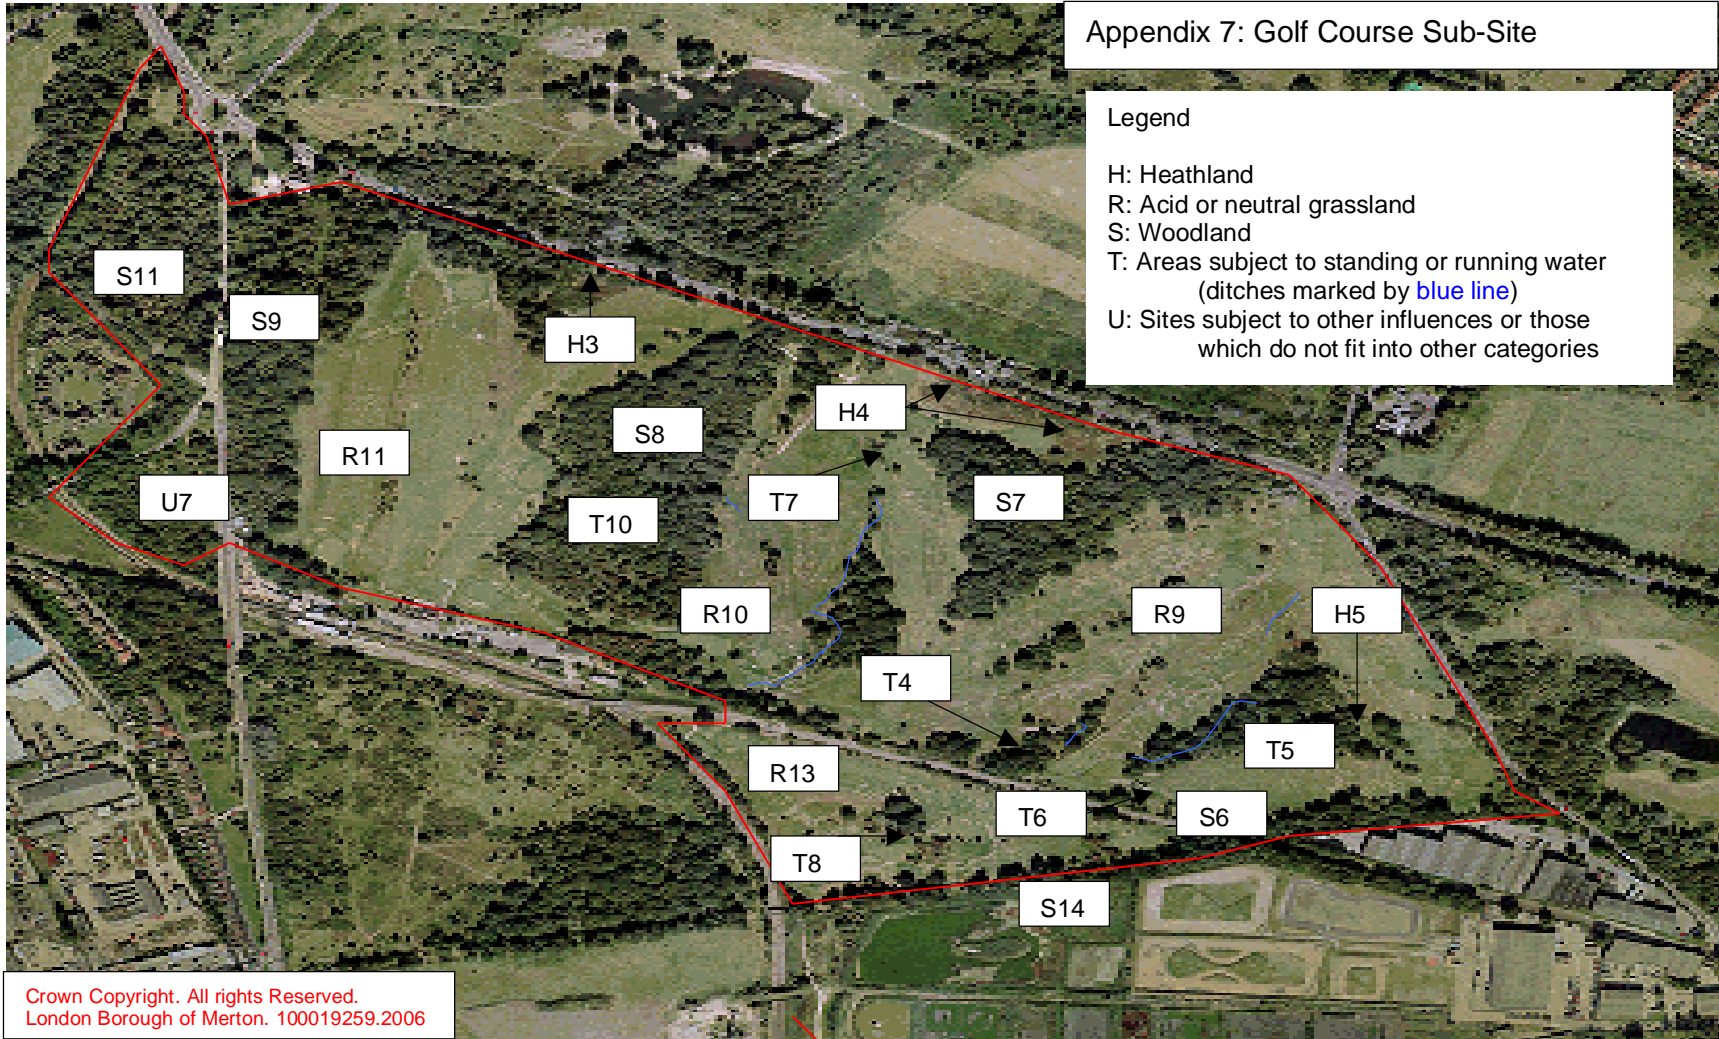 Appendix 7: Golf Course Sub-Site
Legend
H: Heathland
R: Acid or neutral grassland
S: Woodland
T: Areas subject to standing or running water
(ditches marked by blue line)
U: Sites subject to other influences or those
which do not fit into other categories
S11
S9
H3
H4
S8
R11
T7
S7
U7
T10
R10
R9
H5
T4
T5
R13
T6
S6
T8
S14
Crown Copyright. All rights Reserved.
London Borough of Merton. 100019259.2006